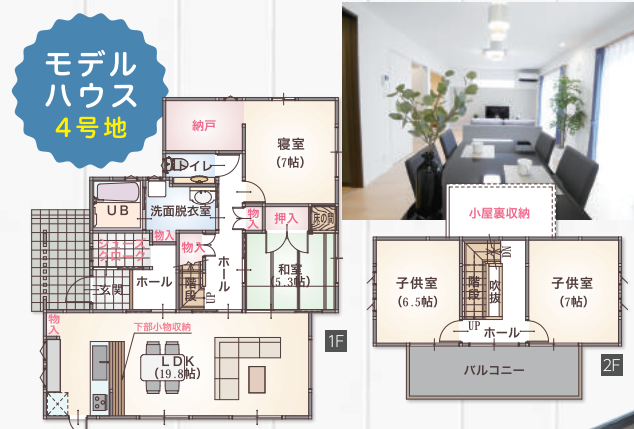 モデル
ハウス
4号地
納戸
寝室
(7帖)
トイレ
UB
洗面脱衣室
物入
押入
床の間
物入
シューズ
クローク
物入
ホール
和室
(5.3帖)
玄関
ホール
階段
UP
物入
下部小物収納
LDK
(19.8帖)
1F
小屋裏収納
子供室
(6.5帖)
階段
DN
吹抜
子供室
(7帖)
UP
ホール
バルコニー
2F